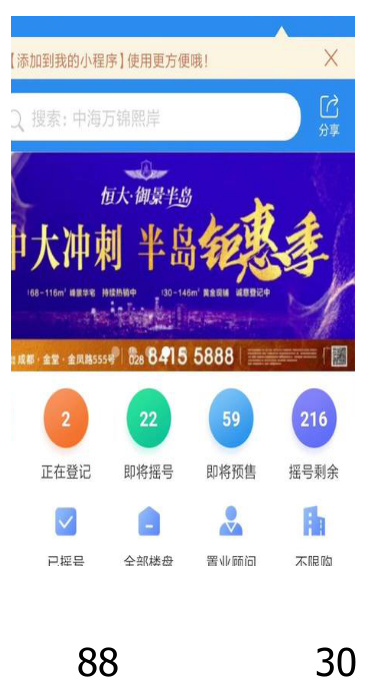 【添加到我的小程序】使用更方便哦!
搜索: 中海万锦熙岸
分享
恒大·御景半岛
中大冲刺 半岛钜惠季
168-116m² 峰景华宅 持续热销中 130-146m² 黄金现铺 诚意登记中
成都·金堂·金凤路555号 028 8415 5888
2 22 59 216
正在登记 即将摇号 即将预售 摇号剩余
已摇号 全部楼盘 置业顾问 不限购
88 30